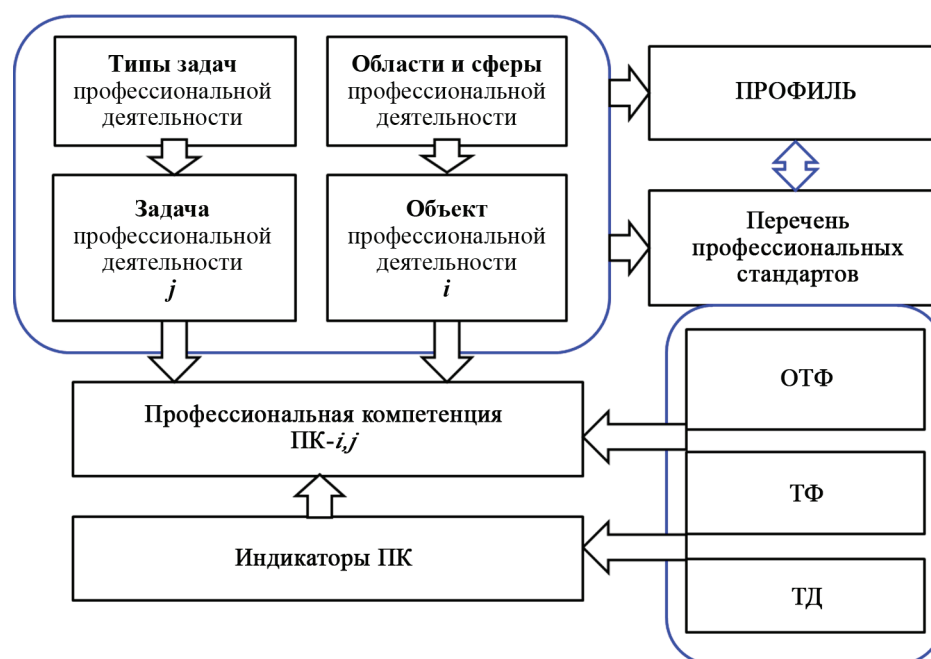 Типы задач
профессиональной
деятельности
Области и сферы
профессиональной
деятельности
ПРОФИЛЬ
Задача
профессиональной
деятельности
j
Объект
профессиональной
деятельности
i
Перечень
профессиональных
стандартов
ОТФ
Профессиональная компетенция
ПК-i,j
ТФ
Индикаторы ПК
ТД